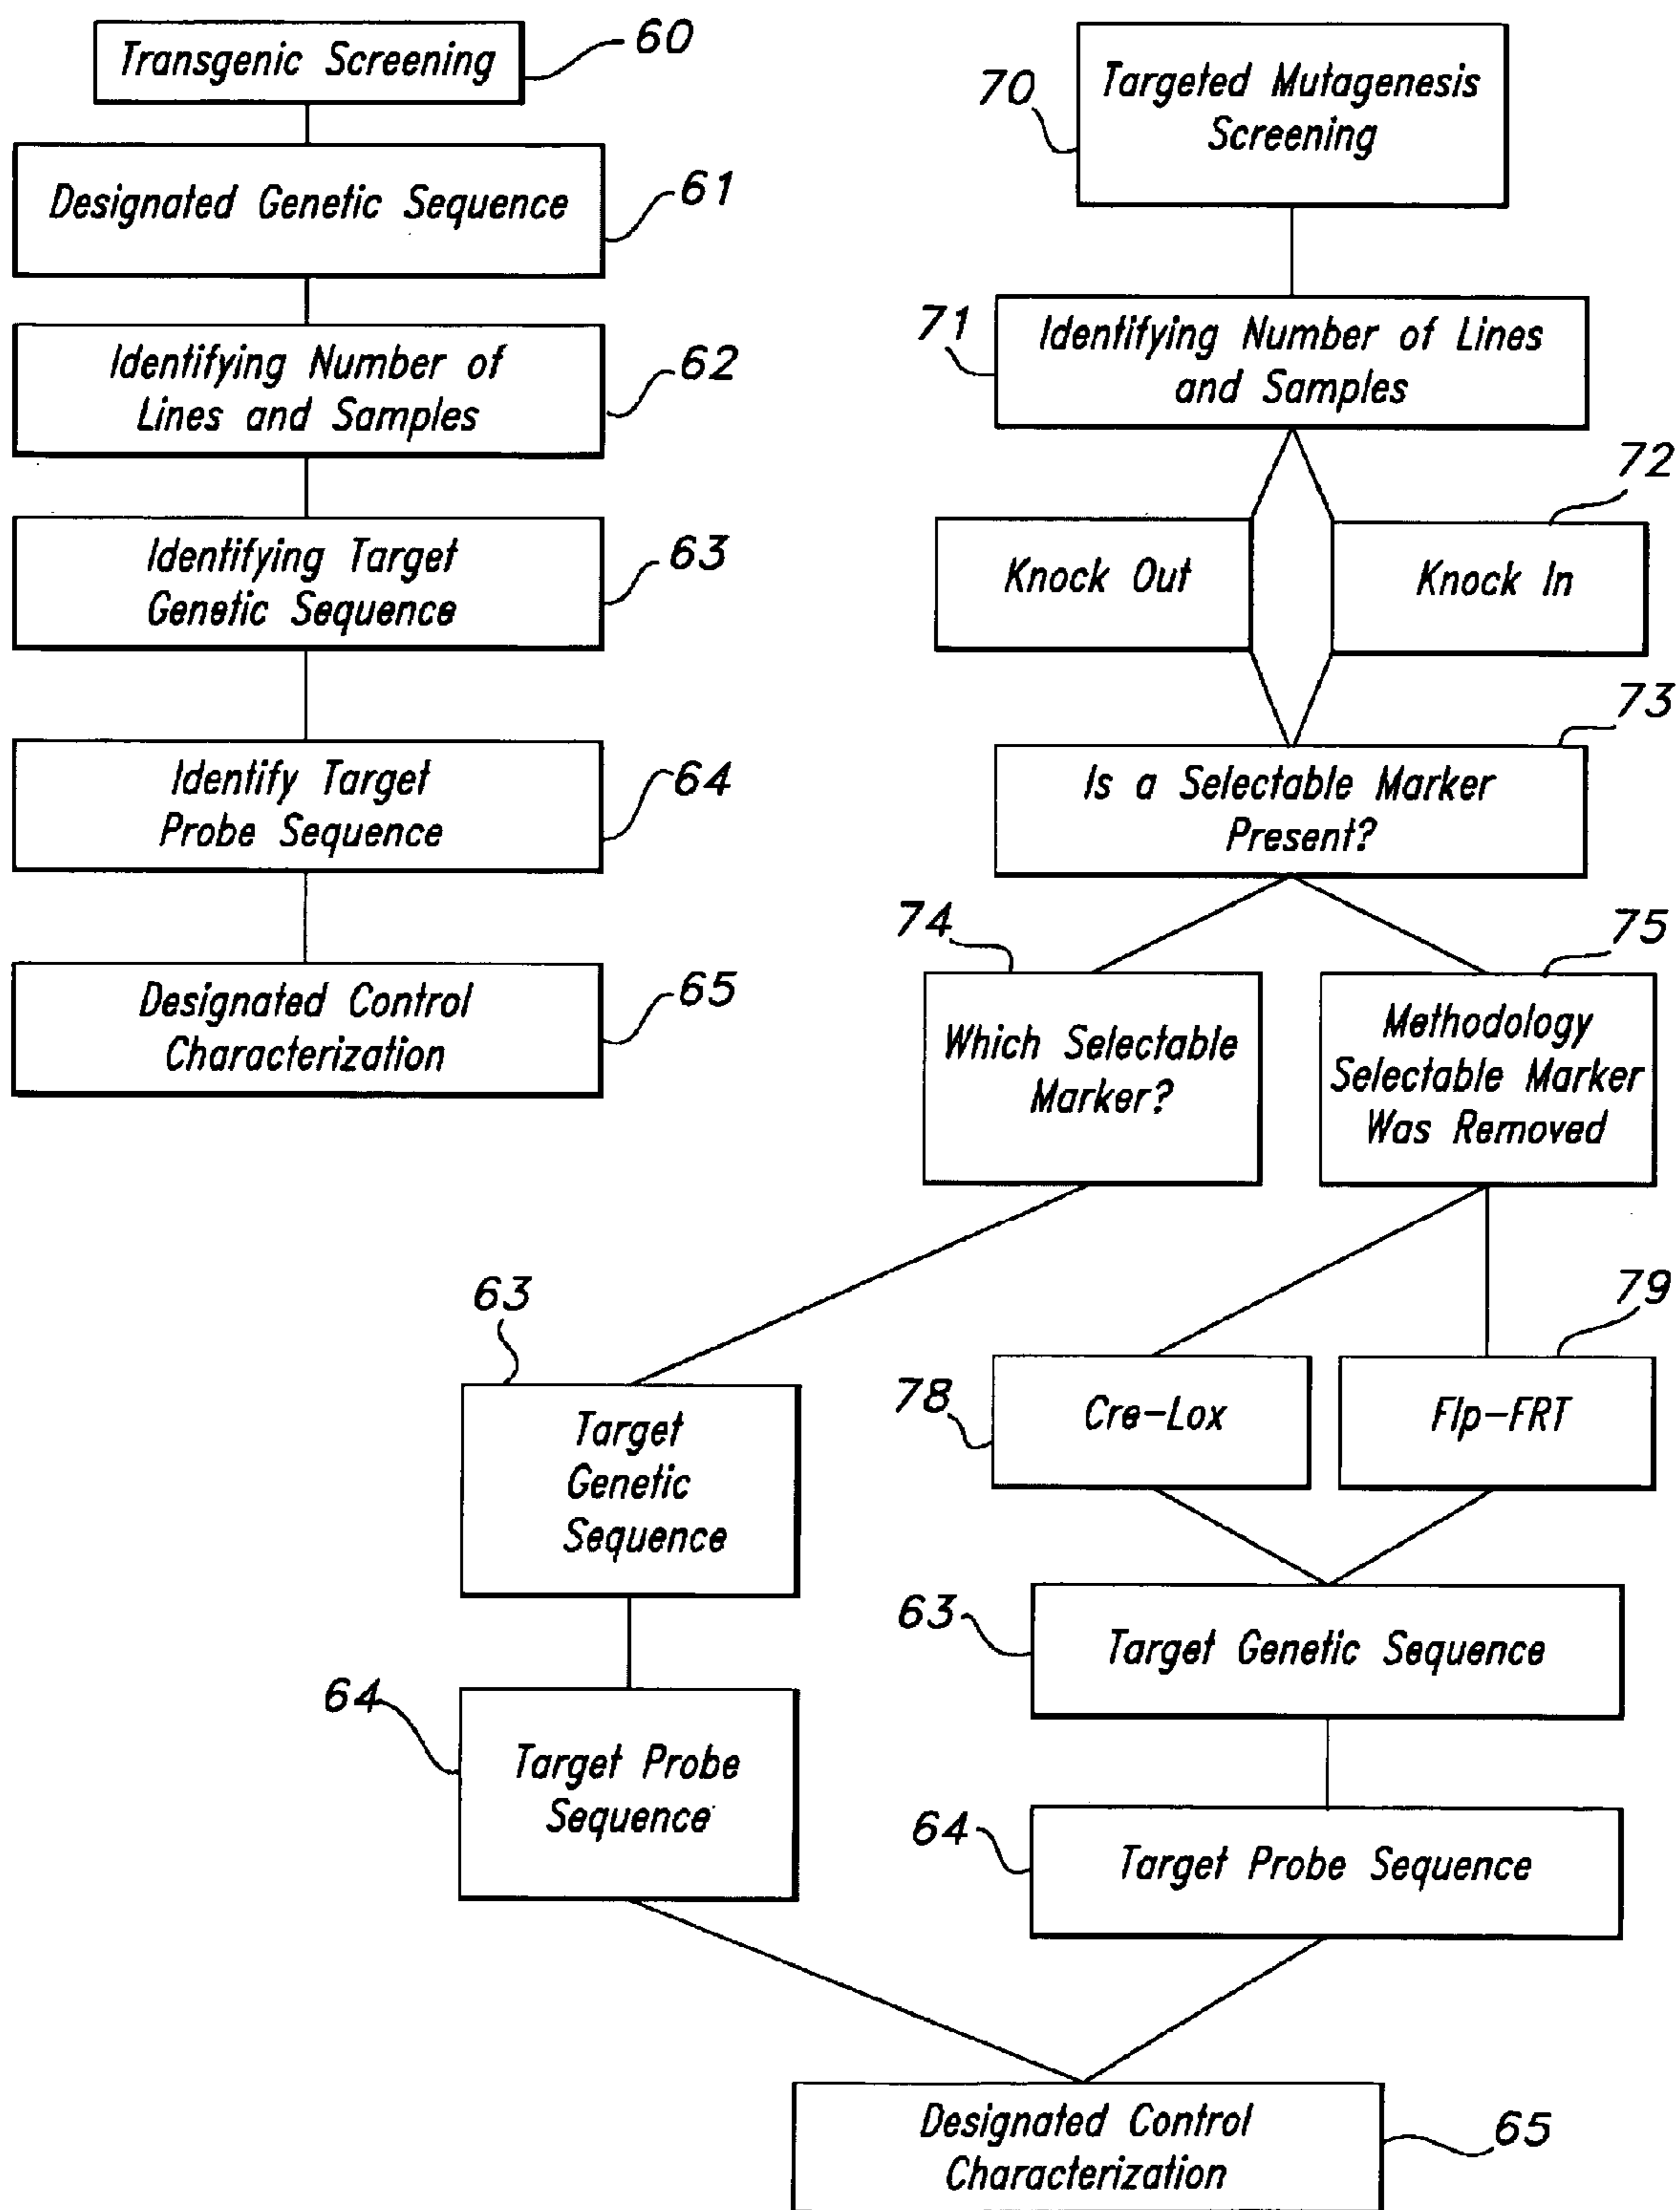 Transgenic Screening
60
Designated Genetic Sequence
61
Identifying Number of
Lines and Samples
62
Identifying Target
Genetic Sequence
63
Identify Target
Probe Sequence
64
Designated Control
Characterization
65
70
Targeted Mutagenesis
Screening
71
Identifying Number of Lines
and Samples
72
Knock Out
Knock In
73
Is a Selectable Marker
Present?
74
Which Selectable
Marker?
75
Methodology
Selectable Marker
Was Removed
63
Target
Genetic
Sequence
64
Target Probe
Sequence
78
Cre-Lox
79
Flp-FRT
63
Target Genetic Sequence
64
Target Probe Sequence
Designated Control
Characterization
65